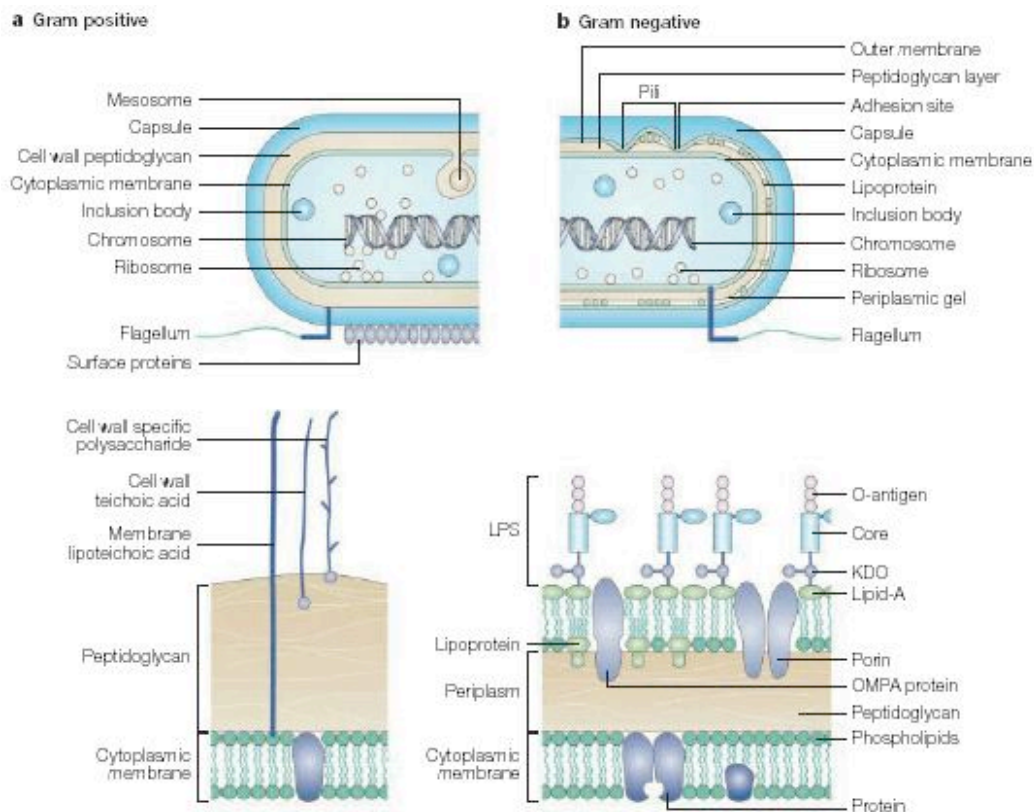 a Gram positive
Mesosome
Capsule
Cell wall peptidoglycan
Cytoplasmic membrane
Inclusion body
Chromosome
Ribosome
Flagellum
Surface proteins
b Gram negative
Outer membrane
Peptidoglycan layer
Pili
Adhesion site
Capsule
Cytoplasmic membrane
Lipoprotein
Inclusion body
Chromosome
Ribosome
Periplasmic gel
Flagellum
Cell wall specific
polysaccharide
Cell wall
teichoic acid
Membrane
lipoteichoic acid
Peptidoglycan
Cytoplasmic
membrane
LPS
Lipoprotein
Periplasm
Cytoplasmic
membrane
O-antigen
Core
KDO
Lipid-A
Porin
OMPA protein
Peptidoglycan
Phospholipids
Protein